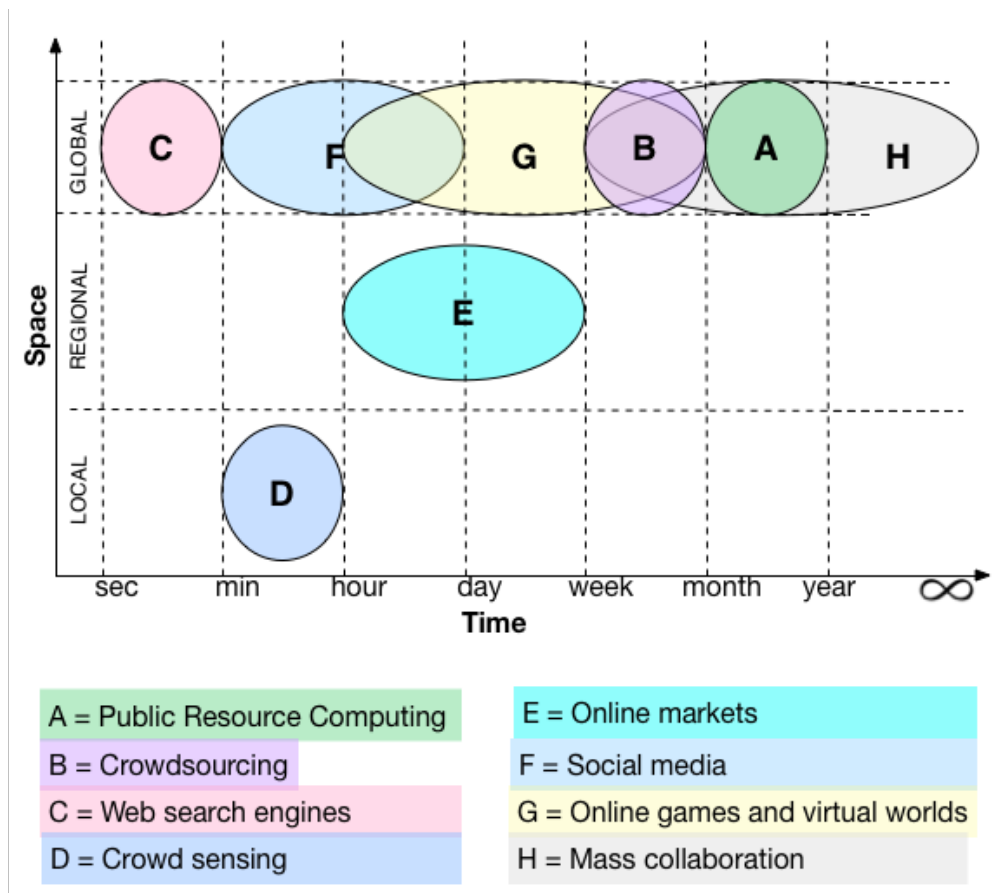 GLOBAL
C
F
G
B
A
H
REGIONAL
E
Space
LOCAL
D
sec min hour day week month year ∞
Time
A = Public Resource Computing
B = Crowdsourcing
C = Web search engines
D = Crowd sensing
E = Online markets
F = Social media
G = Online games and virtual worlds
H = Mass collaboration